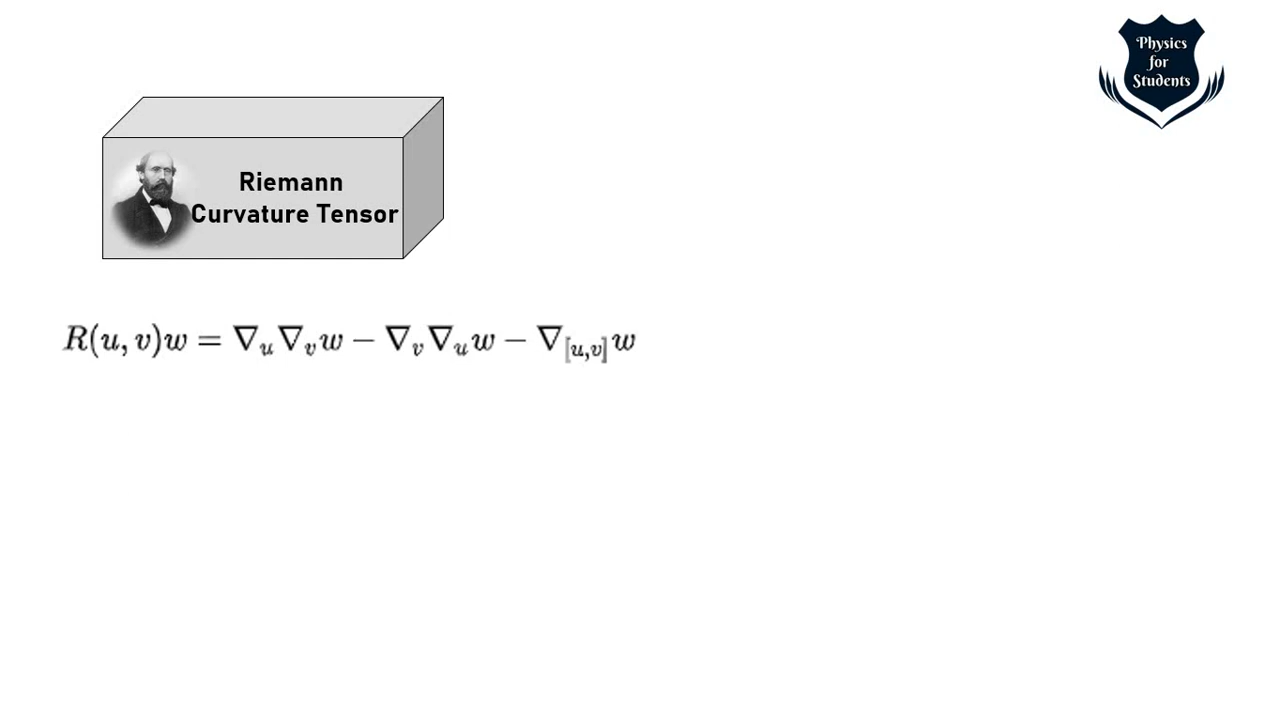 Physics
for
Students
Riemann
Curvature Tensor
R(u, v)w = ∇_u ∇_v w − ∇_v ∇_u w − ∇_[u,v] w